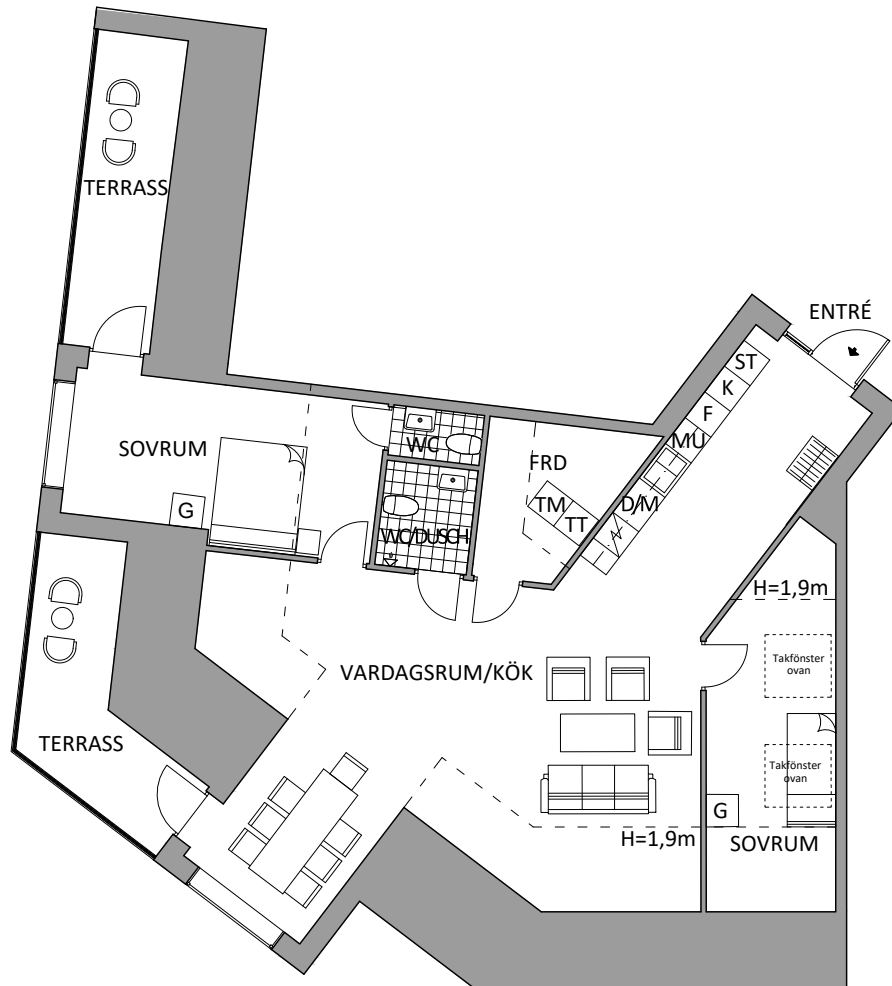 TERRASS
ENTRÉ
ST
K
F
MU
D/M
SOVRUM
WC
FRD
TM
TT
G
WC/DUSCH
H=1,9m
VARDAGSRUM/KÖK
Takfönster
ovan
TERRASS
Takfönster
ovan
G
H=1,9m
SOVRUM